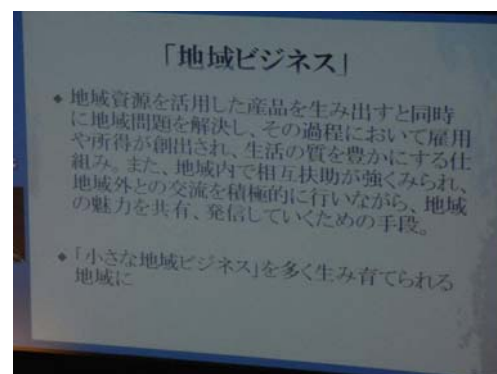 「地域ビジネス」
◆ 地域資源を活用した産品を生み出すと同時
に地域問題を解決し、その過程において雇用
や所得が創出され、生活の質を豊かにする仕
組み。また、地域内で相互扶助が強くみられ、
地域外との交流を積極的に行いながら、地域
の魅力を共有、発信していくための手段。
◆ 「小さな地域ビジネス」を多く生み育てられる
地域に